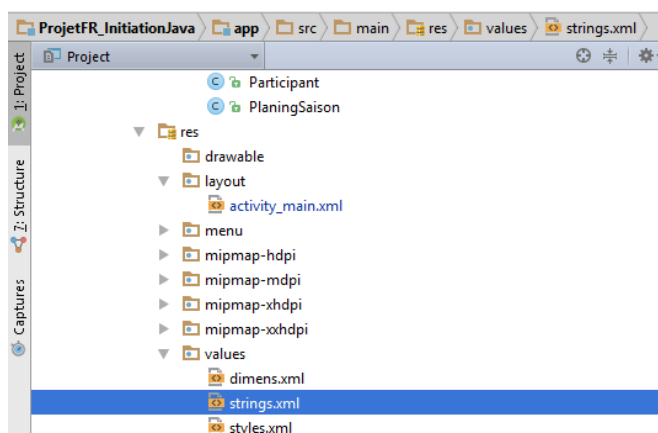 ProjetFR_InitiationJava app src main res values strings.xml
Project
Participant
PlaningSaison
res
drawable
layout
activity_main.xml
menu
mipmap-hdpi
mipmap-mdpi
mipmap-xhdpi
mipmap-xxhdpi
values
dimens.xml
strings.xml
styles.xml
1: Project
7: Structure
Captures